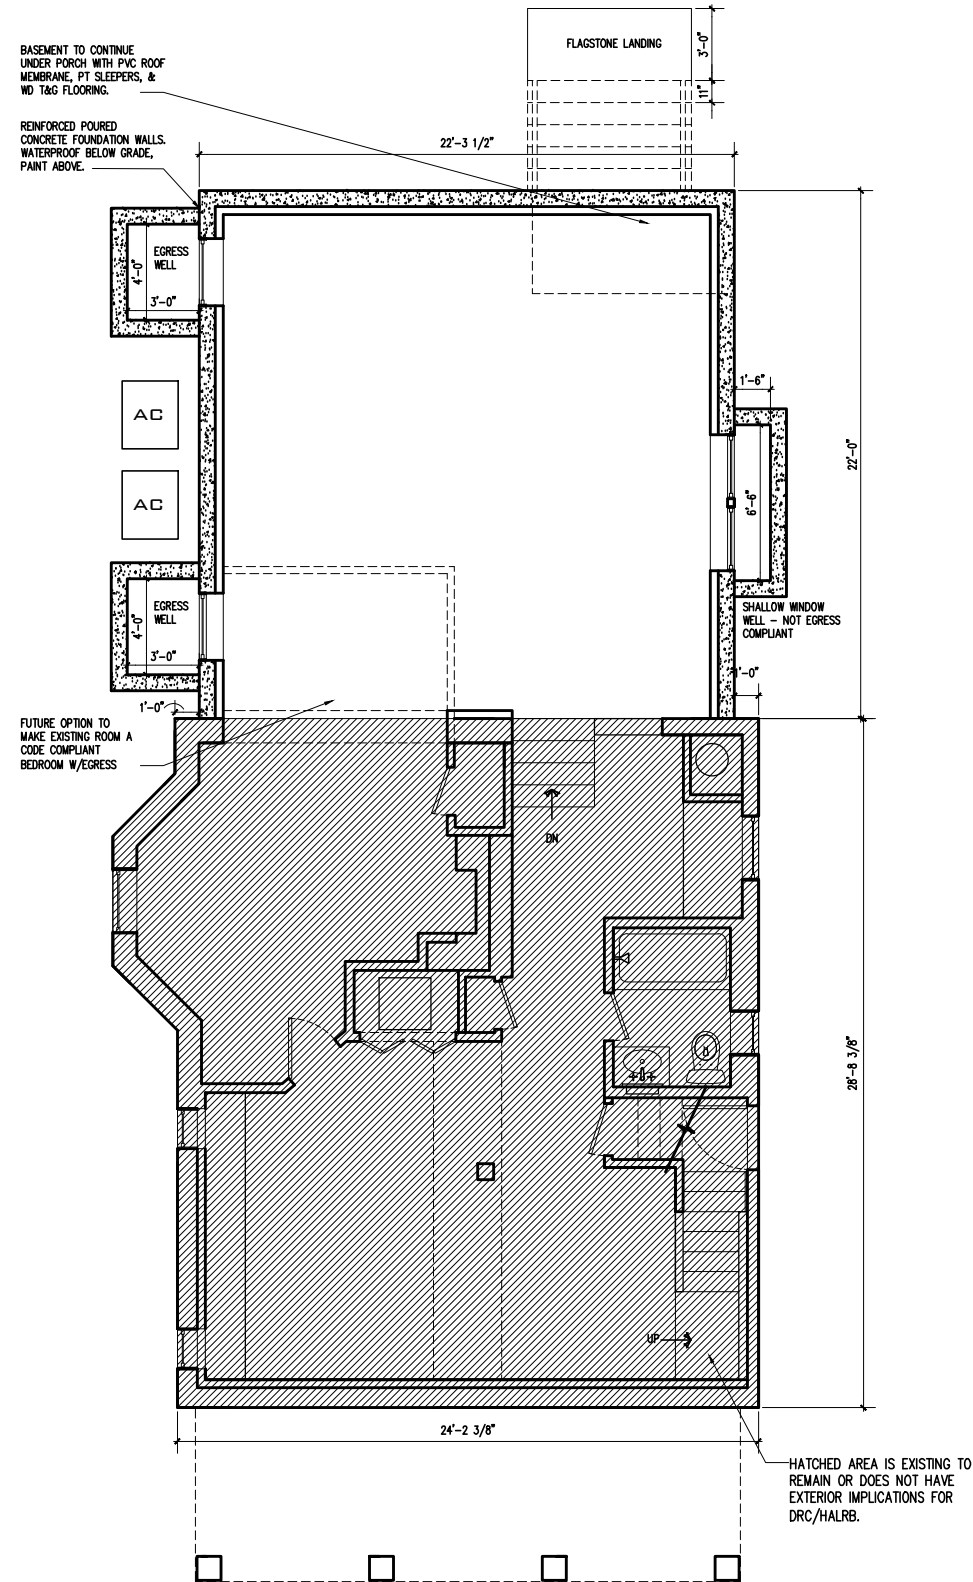 FLAGSTONE LANDING
3'-0"
11"
BASEMENT TO CONTINUE
UNDER PORCH WITH PVC ROOF
MEMBRANE, PT SLEEPERS, &
WD T&G FLOORING.
REINFORCED POURED
CONCRETE FOUNDATION WALLS.
WATERPROOF BELOW GRADE,
PAINT ABOVE.
22'-3 1/2"
EGRESS
WELL
4'-0"
3'-0"
AC
AC
1'-6"
6'-6"
22'-0"
EGRESS
WELL
4'-0"
3'-0"
SHALLOW WINDOW
WELL - NOT EGRESS
COMPLIANT
1'-0"
1'-0"
FUTURE OPTION TO
MAKE EXISTING ROOM A
CODE COMPLIANT
BEDROOM W/EGRESS
DN
28'-8 3/8"
UP
24'-2 3/8"
HATCHED AREA IS EXISTING TO
REMAIN OR DOES NOT HAVE
EXTERIOR IMPLICATIONS FOR
DRC/HALRB.